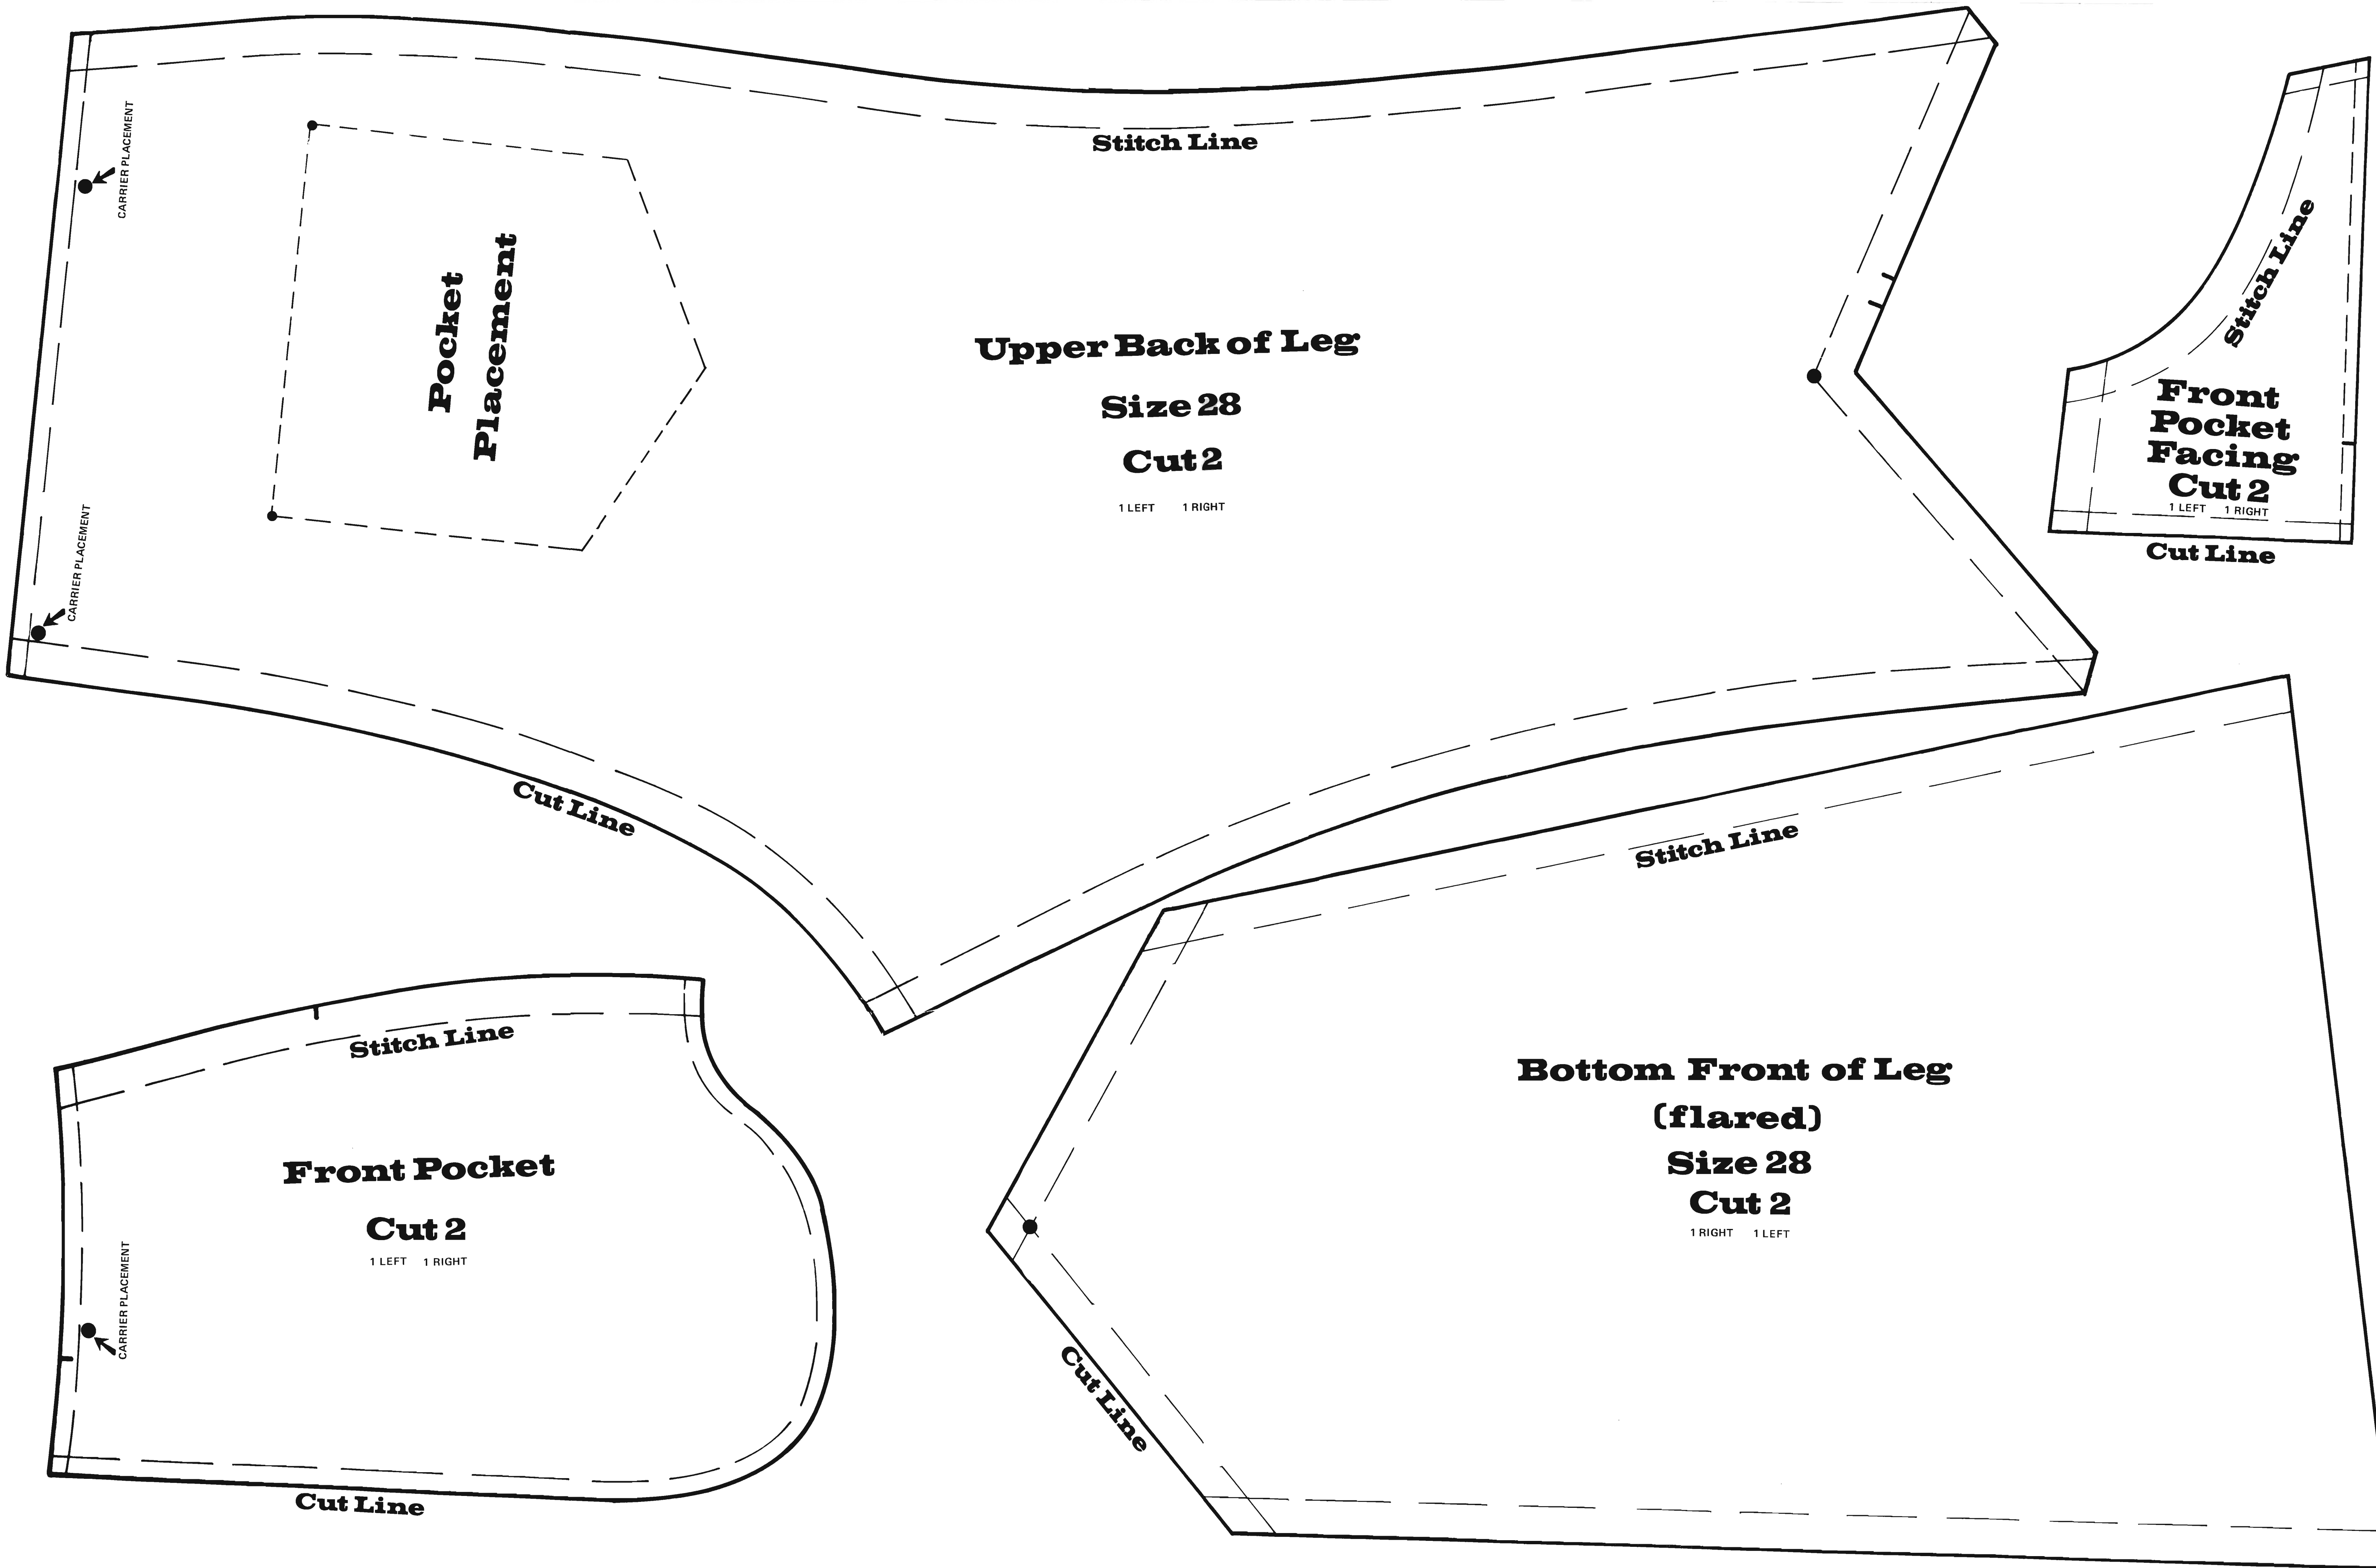 CARRIER PLACEMENT
Pocket
Placement
CARRIER PLACEMENT
Stitch Line
Upper Back of Leg
Size 28
Cut 2
1 LEFT 1 RIGHT
Cut Line
Stitch Line
Front
Pocket
Facing
Cut 2
1 LEFT 1 RIGHT
Cut Line
Stitch Line
Front Pocket
Cut 2
1 LEFT 1 RIGHT
CARRIER PLACEMENT
Cut Line
Stitch Line
Bottom Front of Leg
(flared)
Size 28
Cut 2
1 RIGHT 1 LEFT
Cut Line